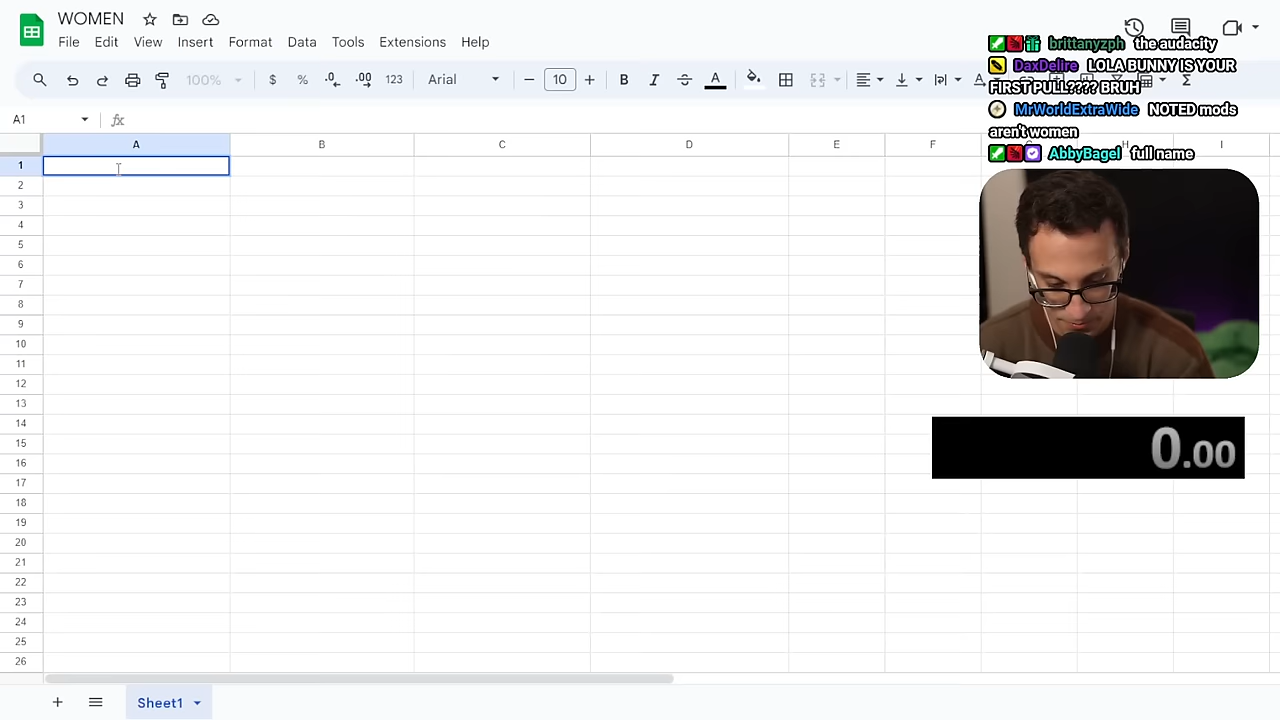 WOMEN
File Edit View Insert Format Data Tools Extensions Help
100% $ % .0 .00 123 Arial 10 B I S A
A1 fx
A B C D E F H I
1
2
3
4
5
6
7
8
9
10
11
12
13
14
15
16
17
18
19
20
21
22
23
24
25
26
Sheet1
brittanyzph the audacity
DaxDelire LOLA BUNNY IS YOUR
FIRST PULL???? BRUH
MrWorldExtraWide NOTED mods
aren't women
AbbyBagel full name
0.00